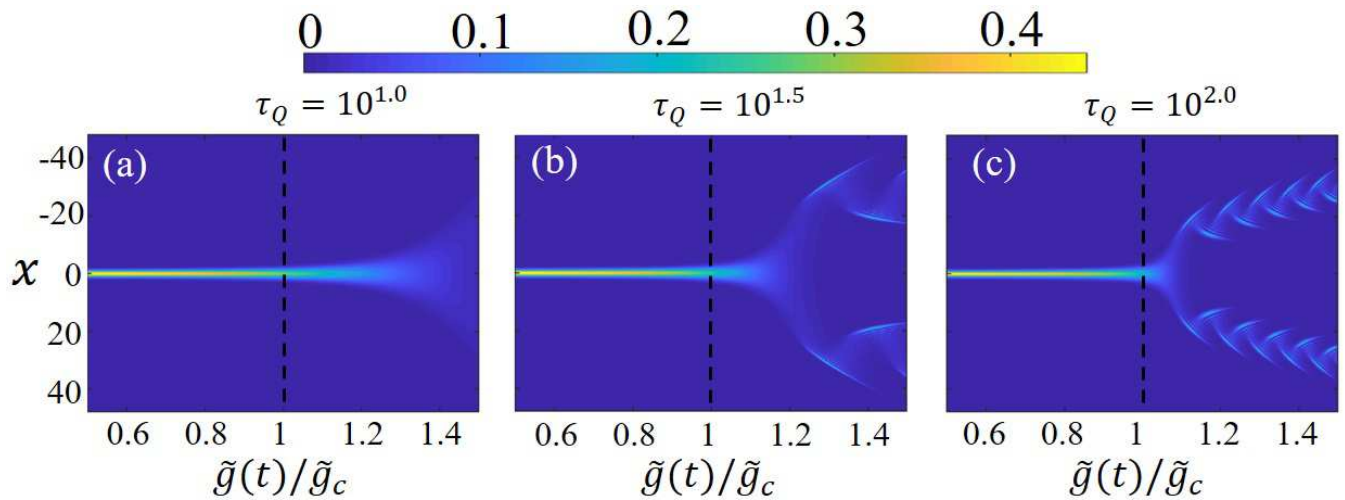 0 0.1 0.2 0.3 0.4
τ_Q = 10^{1.0} τ_Q = 10^{1.5} τ_Q = 10^{2.0}
(a) (b) (c)
-40
-20
x 0
20
40
0.6 0.8 1 1.2 1.4 0.6 0.8 1 1.2 1.4 0.6 0.8 1 1.2 1.4
g̃(t)/g̃_c g̃(t)/g̃_c g̃(t)/g̃_c